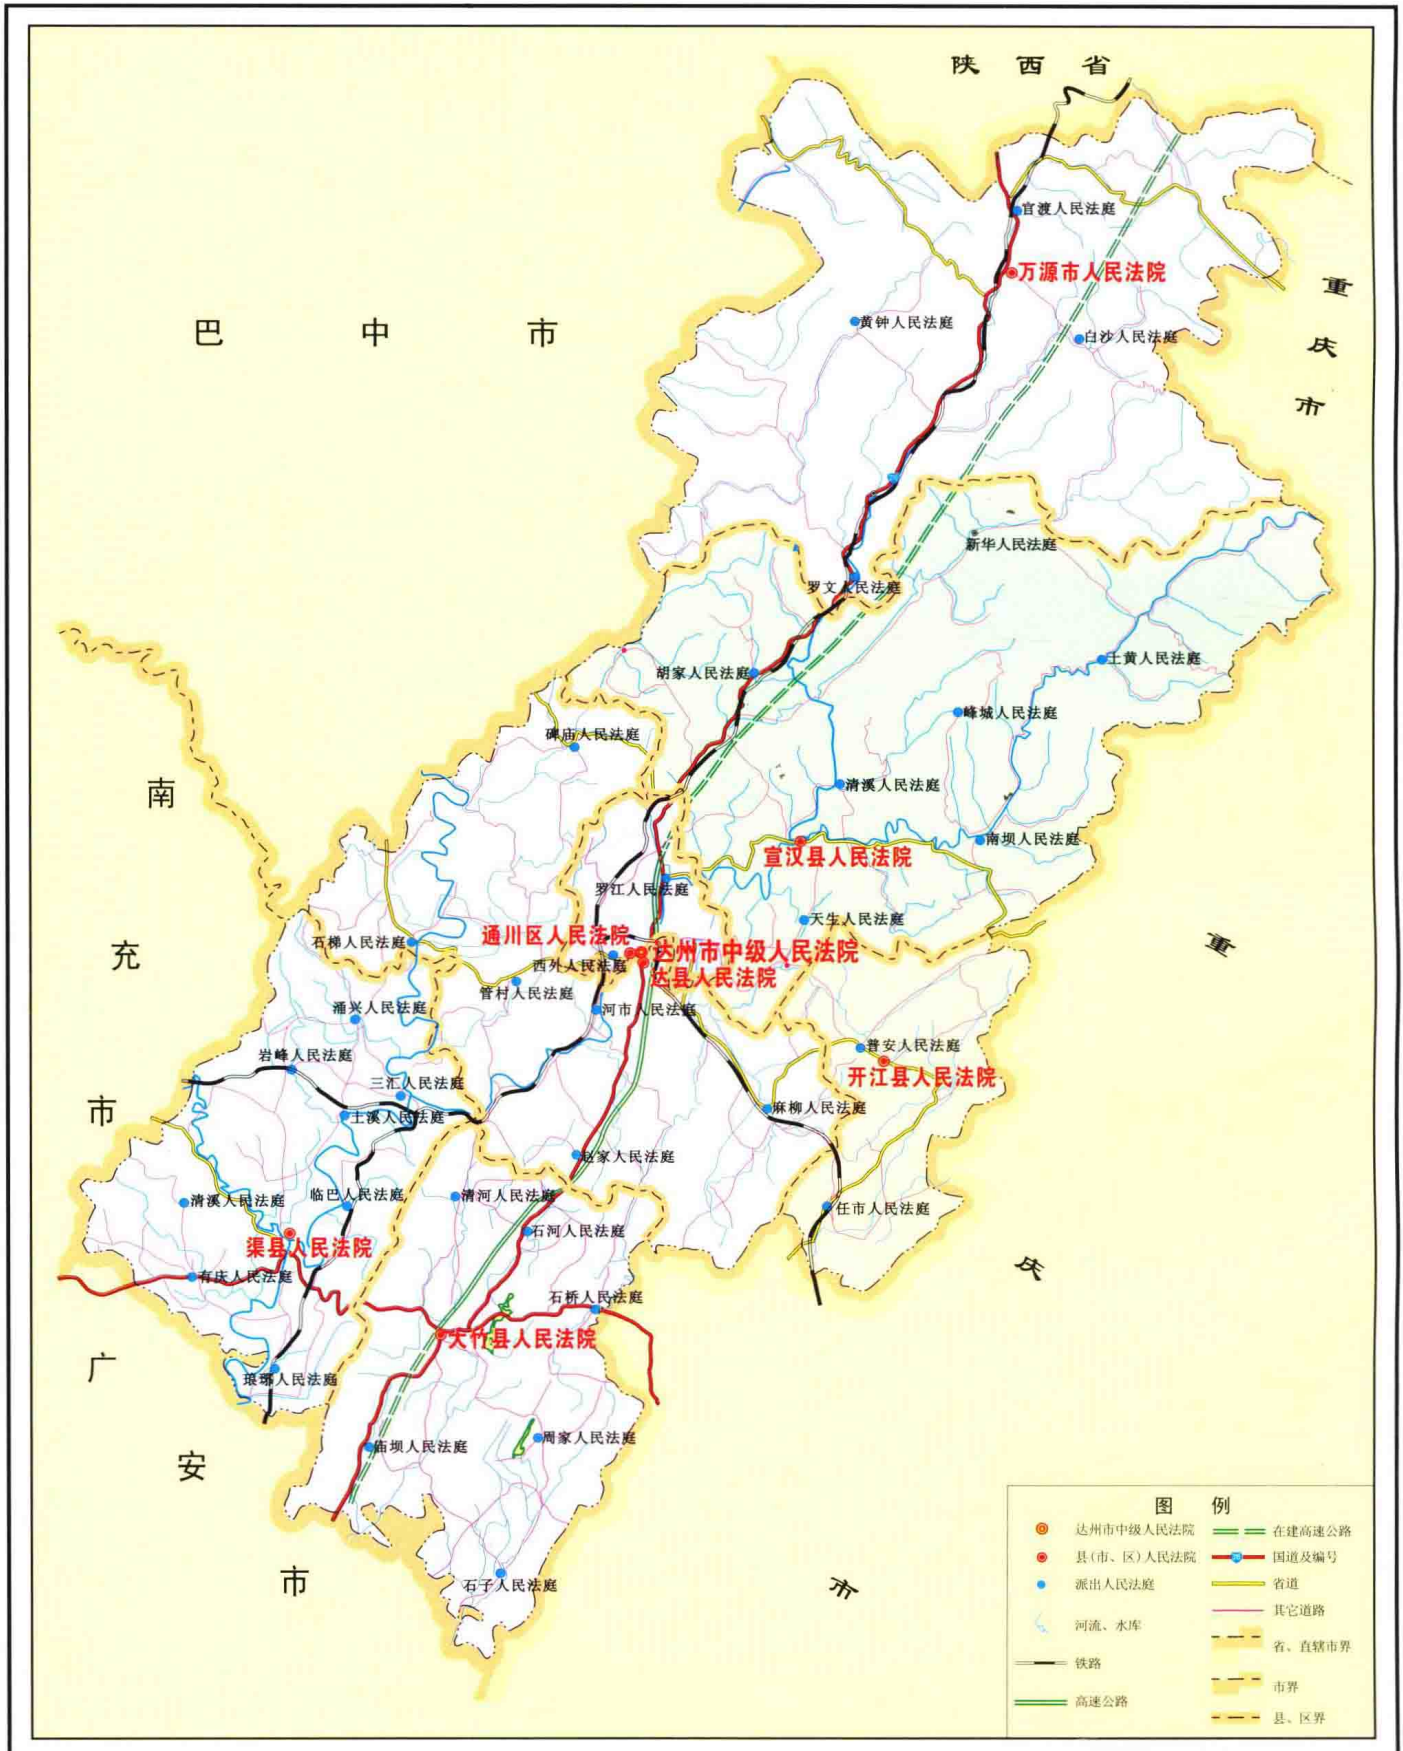 陕西省
官渡人民法庭
万源市人民法院
重庆市
巴中市
黄钟人民法庭
白沙人民法庭
新华人民法庭
罗文人民法庭
土黄人民法庭
胡家人民法庭
峰城人民法庭
碑庙人民法庭
南充市
清溪人民法庭
南坝人民法庭
宣汉县人民法院
罗江人民法庭
天生人民法庭
通川区人民法院
石梯人民法庭
达州市中级人民法院
西外人民法庭
达县人民法院
管村人民法庭
重庆市
涌兴人民法庭
河市人民法庭
岩峰人民法庭
普安人民法庭
开江县人民法院
三汇人民法庭
土溪人民法庭
麻柳人民法庭
赵家人民法庭
清溪人民法庭
临巴人民法庭
清河人民法庭
任市人民法庭
石河人民法庭
渠县人民法院
有庆人民法庭
石桥人民法庭
大竹县人民法院
广安市
琅琊人民法庭
庙坝人民法庭
周家人民法庭
石子人民法庭
图例
达州市中级人民法院
县(市、区)人民法院
派出人民法庭
河流、水库
铁路
高速公路
在建高速公路
国道及编号
省道
其它道路
省、直辖市界
市界
县、区界